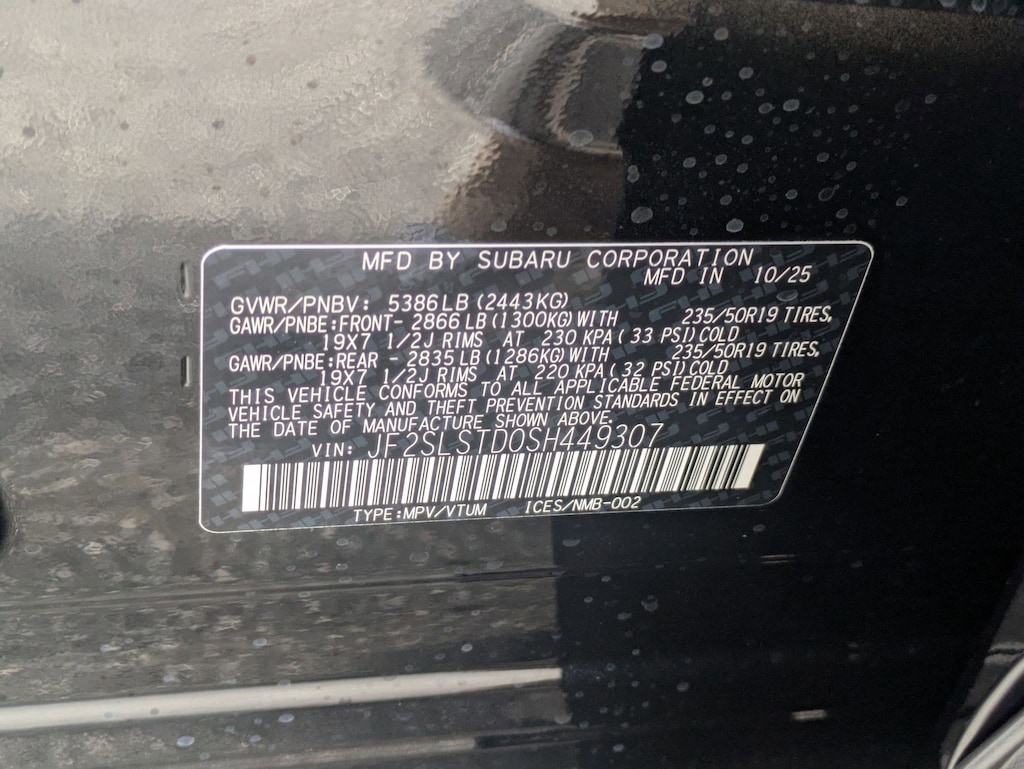 MFD BY SUBARU CORPORATION
MFD IN 10/25
GVWR/PNBV: 5386LB(2443KG)
GAWR/PNBE:FRONT- 2866LB(1300KG)WITH 235/50R19 TIRES,
19X7 1/2J RIMS AT 230 KPA(33 PSI)COLD
GAWR/PNBE:REAR - 2835LB(1286KG)WITH 235/50R19 TIRES,
19X7 1/2J RIMS AT 220 KPA(32 PSI)COLD
THIS VEHICLE CONFORMS TO ALL APPLICABLE FEDERAL MOTOR
VEHICLE SAFETY AND THEFT PREVENTION STANDARDS IN EFFECT ON
THE DATE OF MANUFACTURE SHOWN ABOVE.
VIN: JF2SLSTD0SH449307
TYPE:MPV/VTUM ICES/NMB-002